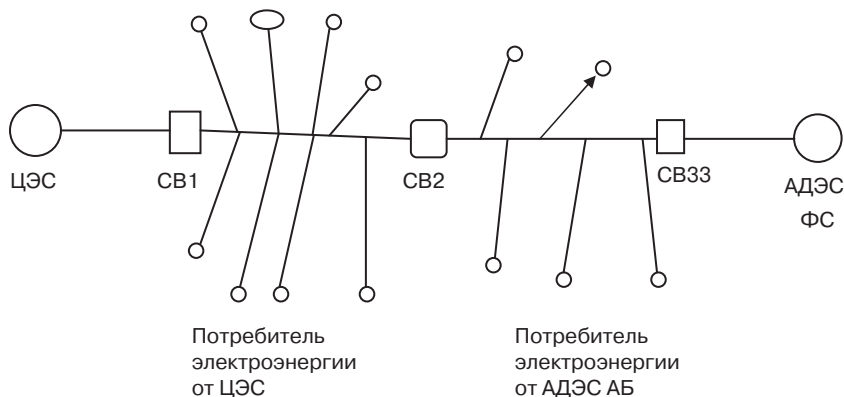 ЦЭС
СВ1
СВ2
СВ33
АДЭС
ФС
Потребитель
электроэнергии
от ЦЭС
Потребитель
электроэнергии
от АДЭС АБ